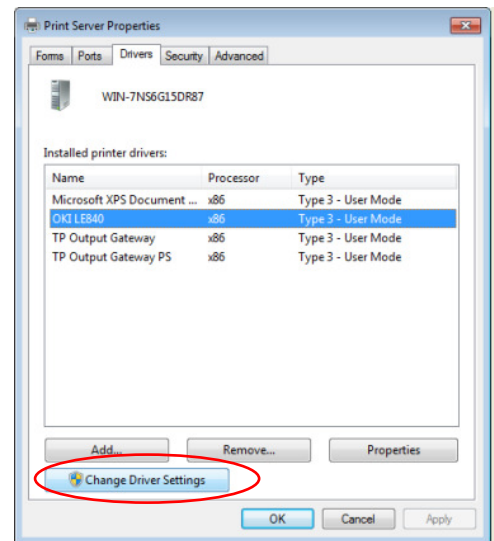 Print Server Properties
Forms Ports Drivers Security Advanced
WIN-7NS6G15DR87
Installed printer drivers:
Name Processor Type
Microsoft XPS Document ... x86 Type 3 - User Mode
OKI LE840 x86 Type 3 - User Mode
TP Output Gateway x86 Type 3 - User Mode
TP Output Gateway PS x86 Type 3 - User Mode
Add... Remove... Properties
Change Driver Settings
OK Cancel Apply